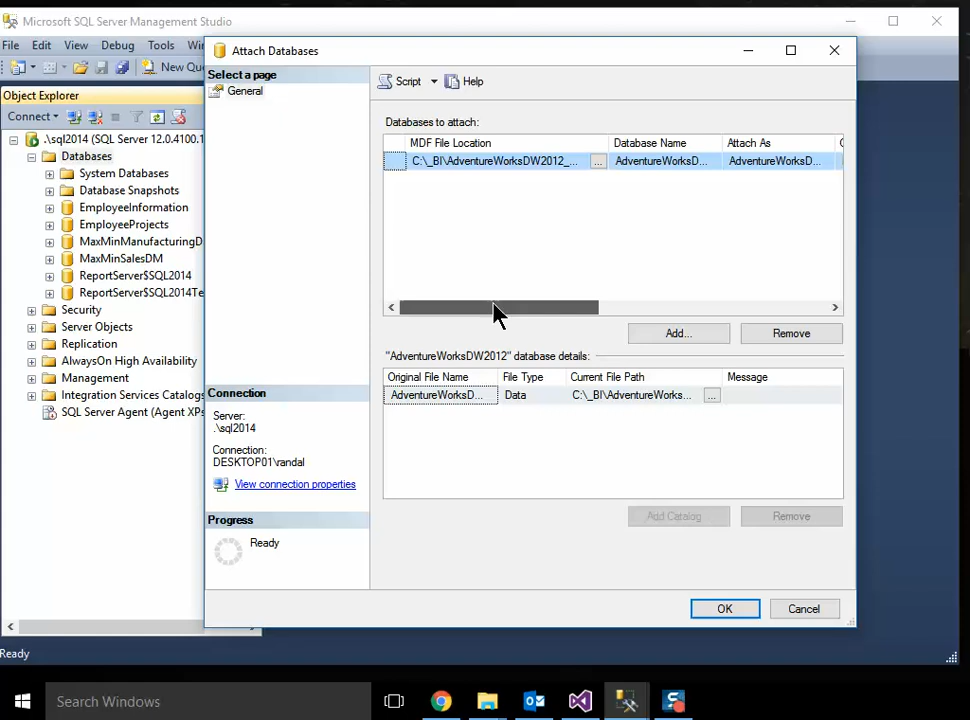 Microsoft SQL Server Management Studio
File Edit View Debug Tools Win
New Qu
Object Explorer
Connect
.\sql2014 (SQL Server 12.0.4100.1
Databases
System Databases
Database Snapshots
EmployeeInformation
EmployeeProjects
MaxMinManufacturingD
MaxMinSalesDM
ReportServer$SQL2014
ReportServer$SQL2014Te
Security
Server Objects
Replication
AlwaysOn High Availability
Management
Integration Services Catalogs
SQL Server Agent (Agent XPs
Ready
Attach Databases
Select a page
General
Connection
Server:
.\sql2014
Connection:
DESKTOP01\randal
View connection properties
Progress
Ready
Script Help
Databases to attach:
MDF File Location Database Name Attach As
C:\_BI\AdventureWorksDW2012_... ... AdventureWorksD... AdventureWorksD...
Add... Remove
"AdventureWorksDW2012" database details:
Original File Name File Type Current File Path Message
AdventureWorksD... Data C:\_BI\AdventureWorks... ...
Add Catalog Remove
OK Cancel
Search Windows